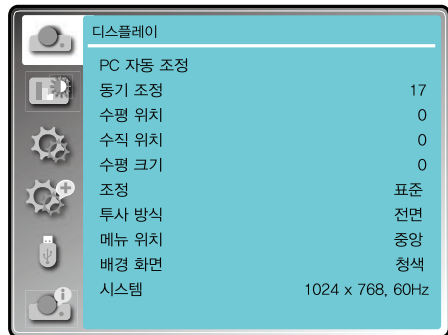 디스플레이
PC 자동 조정
동기 조정 17
수평 위치 0
수직 위치 0
수평 크기 0
조정 표준
투사 방식 전면
메뉴 위치 중앙
배경 화면 청색
시스템 1024 x 768, 60Hz